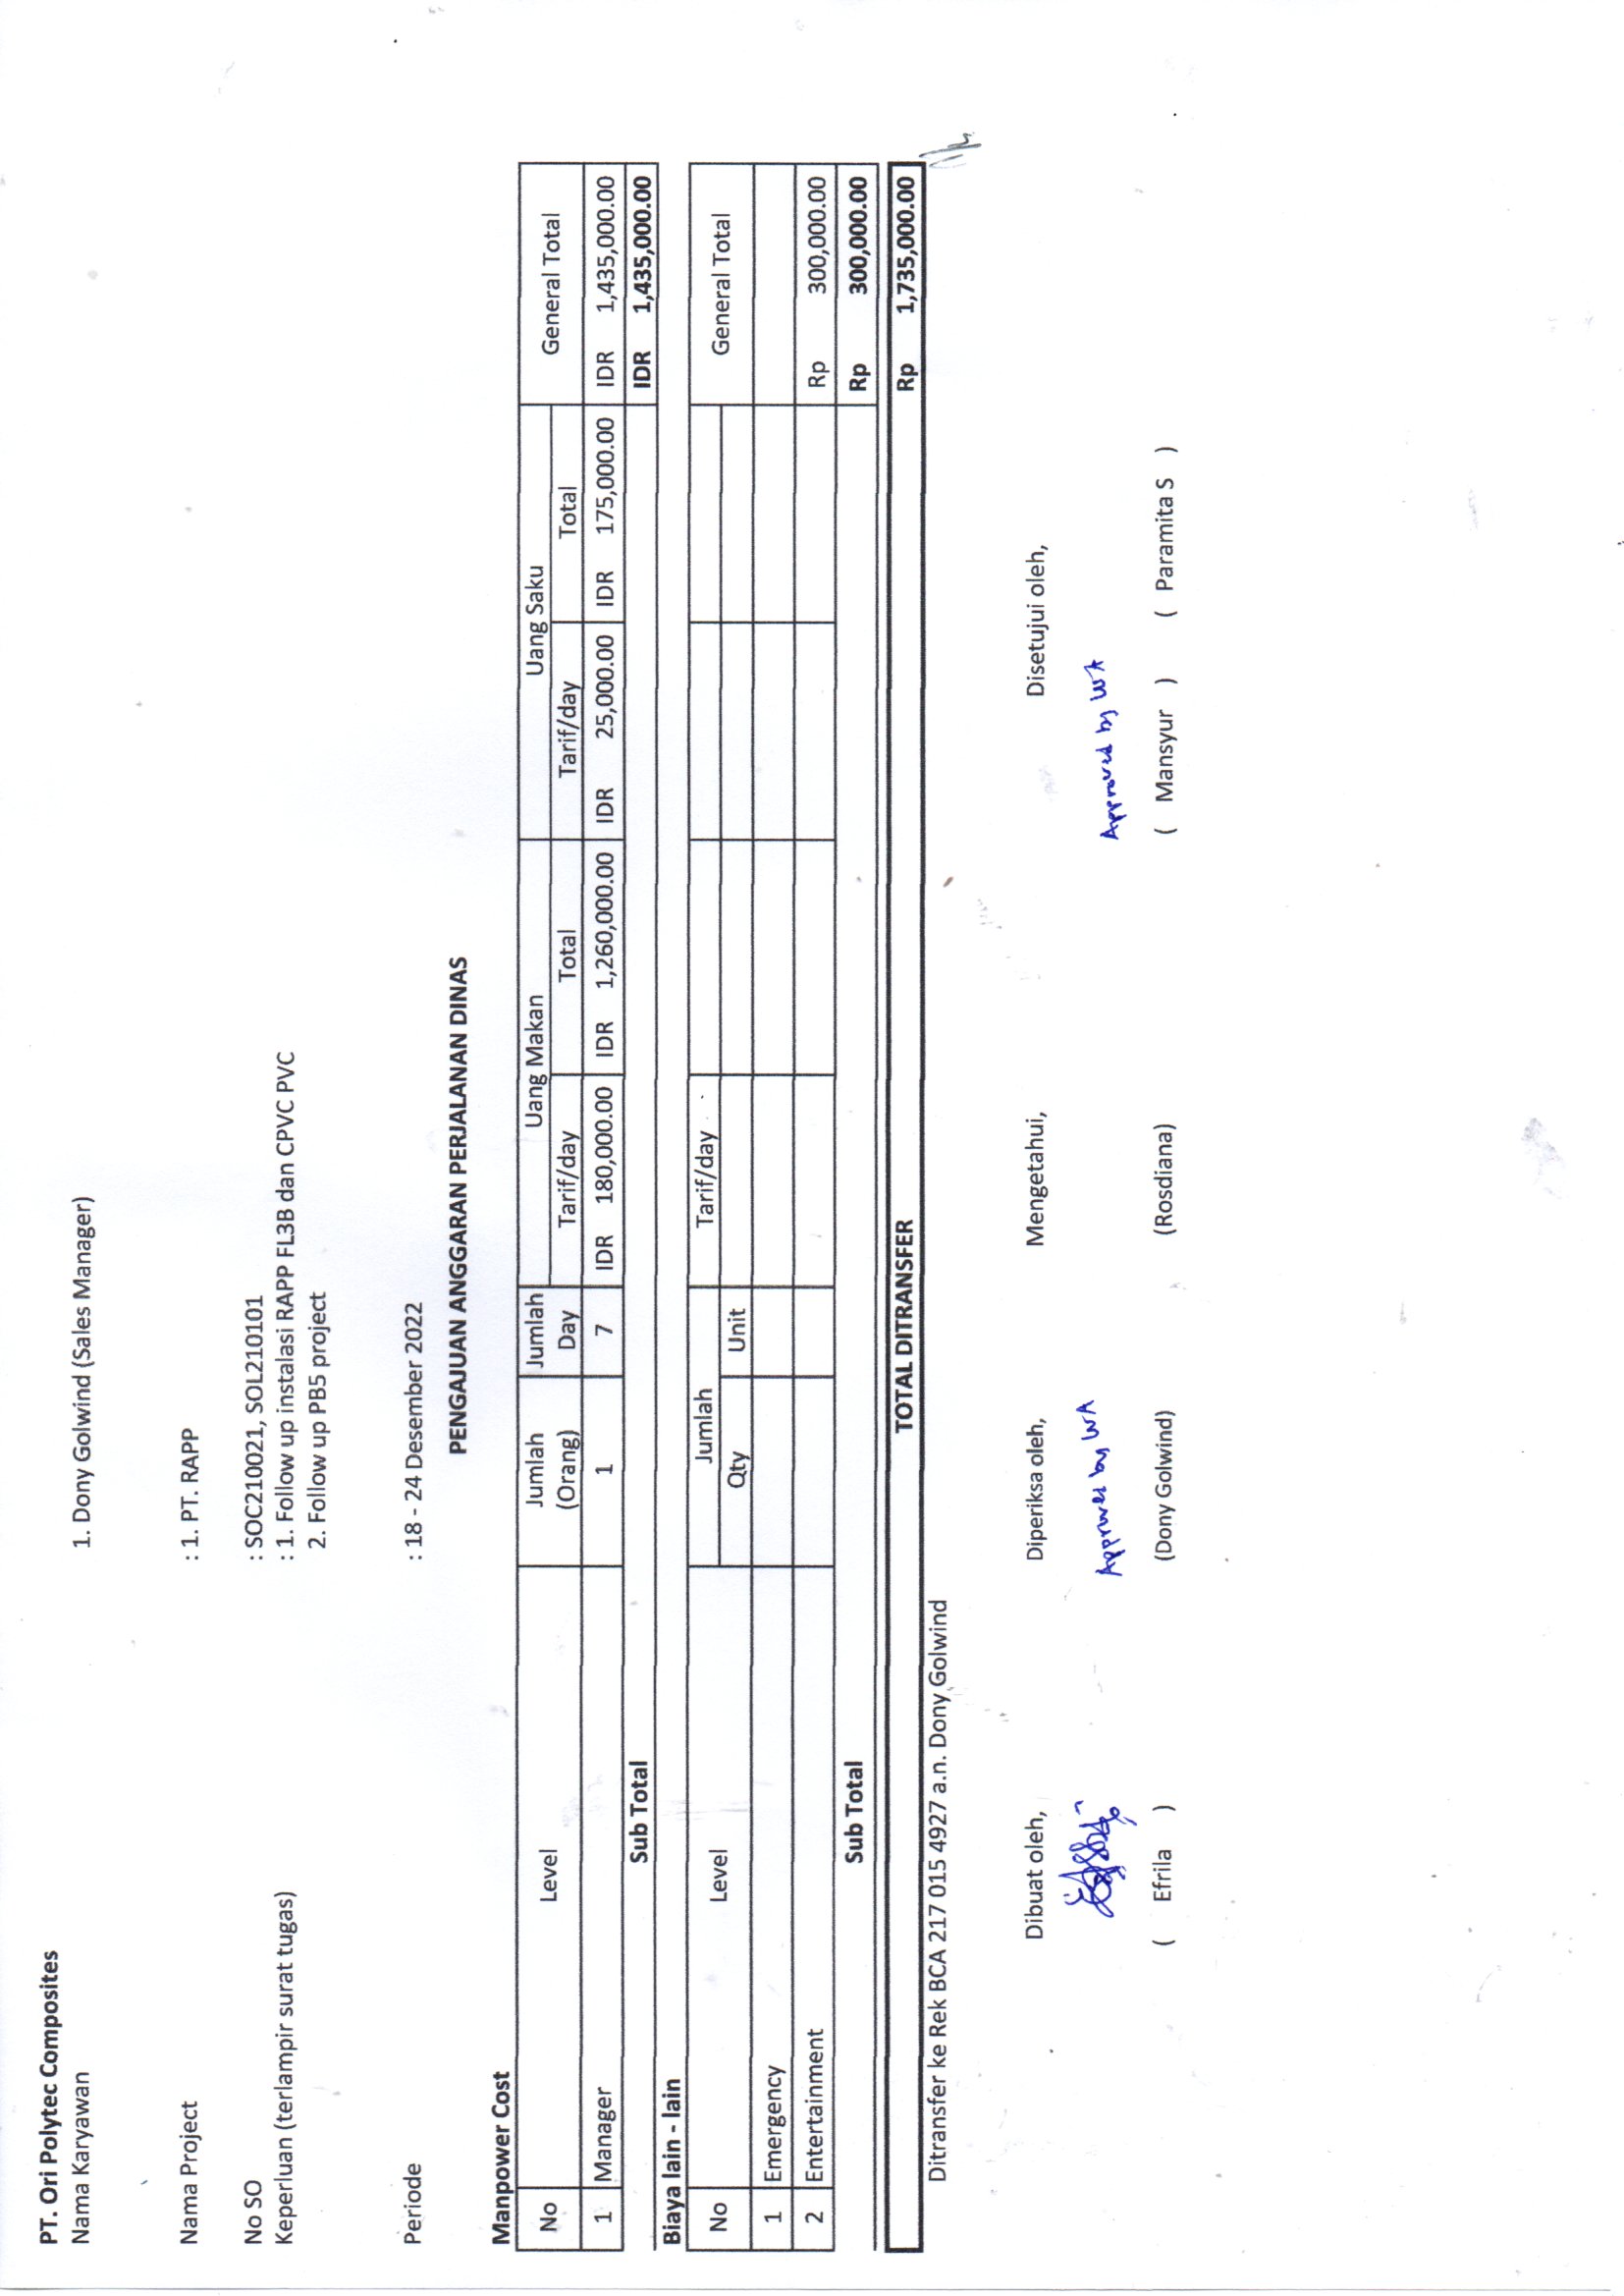 PT. Ori Polytec Composites
Nama Karyawan 1. Dony Golwind (Sales Manager)
Nama Project : 1. PT. RAPP
No SO : SOC210021, SOL210101
Keperluan (terlampir surat tugas) : 1. Follow up instalasi RAPP FL3B dan CPVC PVC
2. Follow up PB5 project
Periode : 18 - 24 Desember 2022
PENGAJUAN ANGGARAN PERJALANAN DINAS
Manpower Cost
No Level Jumlah (Orang) Jumlah Day Uang Makan Uang Saku General Total
Tarif/day Total Tarif/day Total
1 Manager 1 7 IDR 180,000.00 IDR 1,260,000.00 IDR 25,000.00 IDR 175,000.00 IDR 1,435,000.00
Sub Total IDR 1,435,000.00
Biaya lain - lain
No Level Jumlah Tarif/day General Total
Qty Unit
1 Emergency
2 Entertainment Rp 300,000.00
Sub Total Rp 300,000.00
TOTAL DITRANSFER Rp 1,735,000.00
Ditransfer ke Rek BCA 217 015 4927 a.n. Dony Golwind
Dibuat oleh, Diperiksa oleh, Mengetahui, Disetujui oleh,
Approved by WA Approved by WA
( Efrila ) (Dony Golwind) (Rosdiana) ( Mansyur ) ( Paramita S )